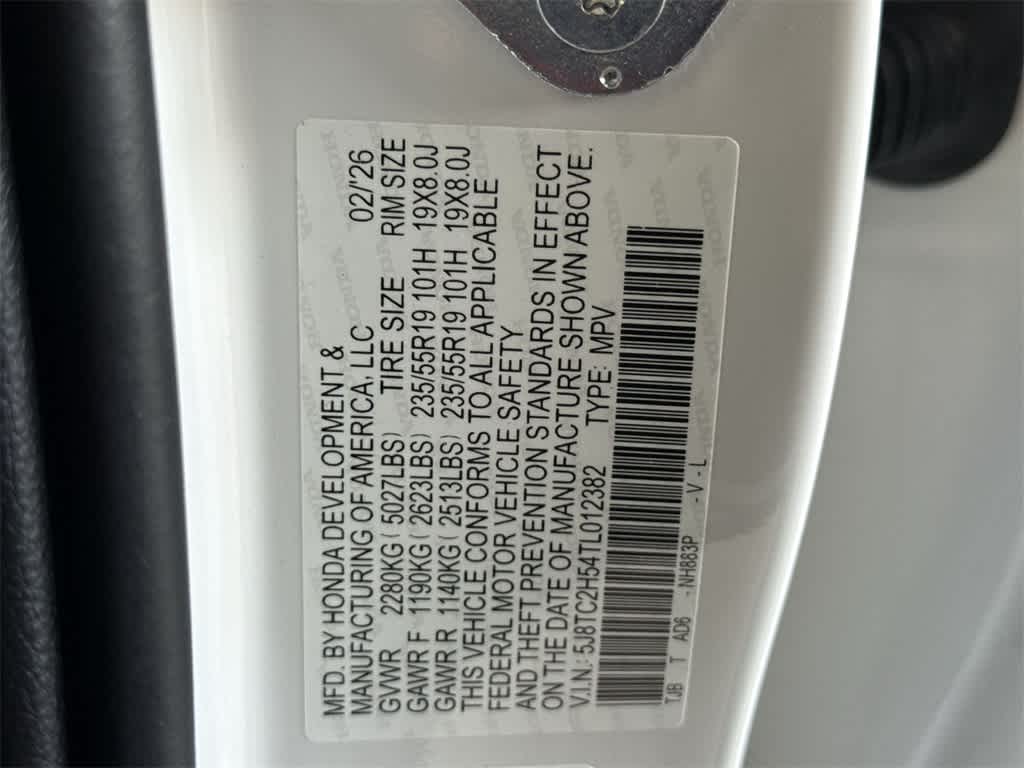 MFD. BY HONDA DEVELOPMENT &
MANUFACTURING OF AMERICA, LLC 02/'26
GVWR 2280KG (5027LBS) TIRE SIZE RIM SIZE
GAWR F 1190KG (2623LBS) 235/55R19 101H 19X8.0J
GAWR R 1140KG (2513LBS) 235/55R19 101H 19X8.0J
THIS VEHICLE CONFORMS TO ALL APPLICABLE
FEDERAL MOTOR VEHICLE SAFETY
AND THEFT PREVENTION STANDARDS IN EFFECT
ON THE DATE OF MANUFACTURE SHOWN ABOVE.
V.I.N.: 5J8TC2H54TL012382 TYPE: MPV
TJB T AD6 - NH883P - V - L